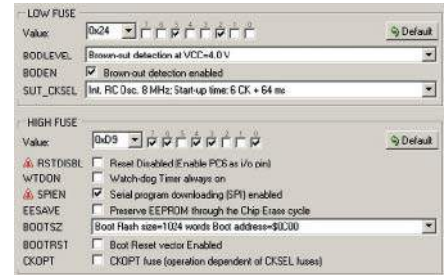 LOW FUSE
Value: 0x24 7 6 5 4 3 2 1 0 Default
BODLEVEL Brown-out detection at VCC=4.0 V
BODEN Brown-out detection enabled
SUT_CKSEL Int. RC Osc. 8 MHz; Start-up time: 6 CK + 64 ms
HIGH FUSE
Value: 0xD9 7 6 5 4 3 2 1 0 Default
RSTDISBL Reset Disabled (Enable PC6 as i/o pin)
WTDON Watch-dog Timer always on
SPIEN Serial program downloading (SPI) enabled
EESAVE Preserve EEPROM through the Chip Erase cycle
BOOTSZ Boot Flash size=1024 words Boot address=$0C00
BOOTRST Boot Reset vector Enabled
CKOPT CKOPT fuse (operation dependent of CKSEL fuses)